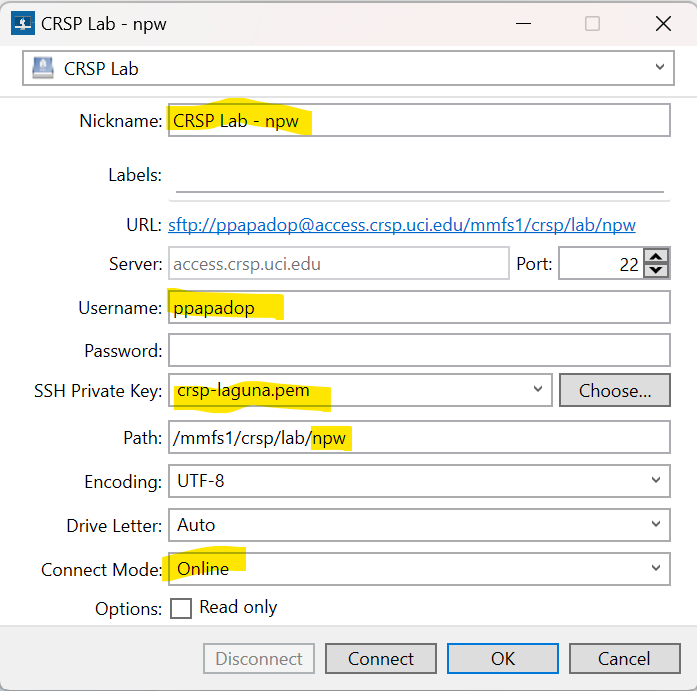 CRSP Lab - npw
CRSP Lab
Nickname: CRSP Lab - npw
Labels:
URL: sftp://ppapadop@access.crsp.uci.edu/mmfs1/crsp/lab/npw
Server: access.crsp.uci.edu Port: 22
Username: ppapadop
Password:
SSH Private Key: crsp-laguna.pem Choose...
Path: /mmfs1/crsp/lab/npw
Encoding: UTF-8
Drive Letter: Auto
Connect Mode: Online
Options: Read only
Disconnect Connect OK Cancel